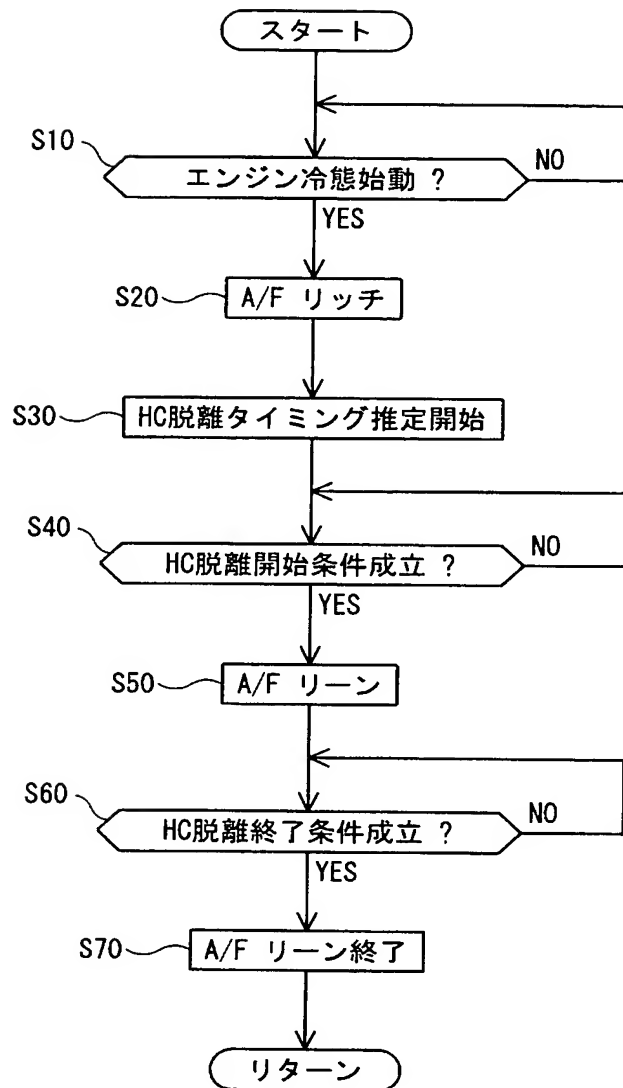 スタート
S10
エンジン冷態始動 ?
NO
YES
S20
A/F リッチ
S30
HC脱離タイミング推定開始
S40
HC脱離開始条件成立 ?
NO
YES
S50
A/F リーン
S60
HC脱離終了条件成立 ?
NO
YES
S70
A/F リーン終了
リターン